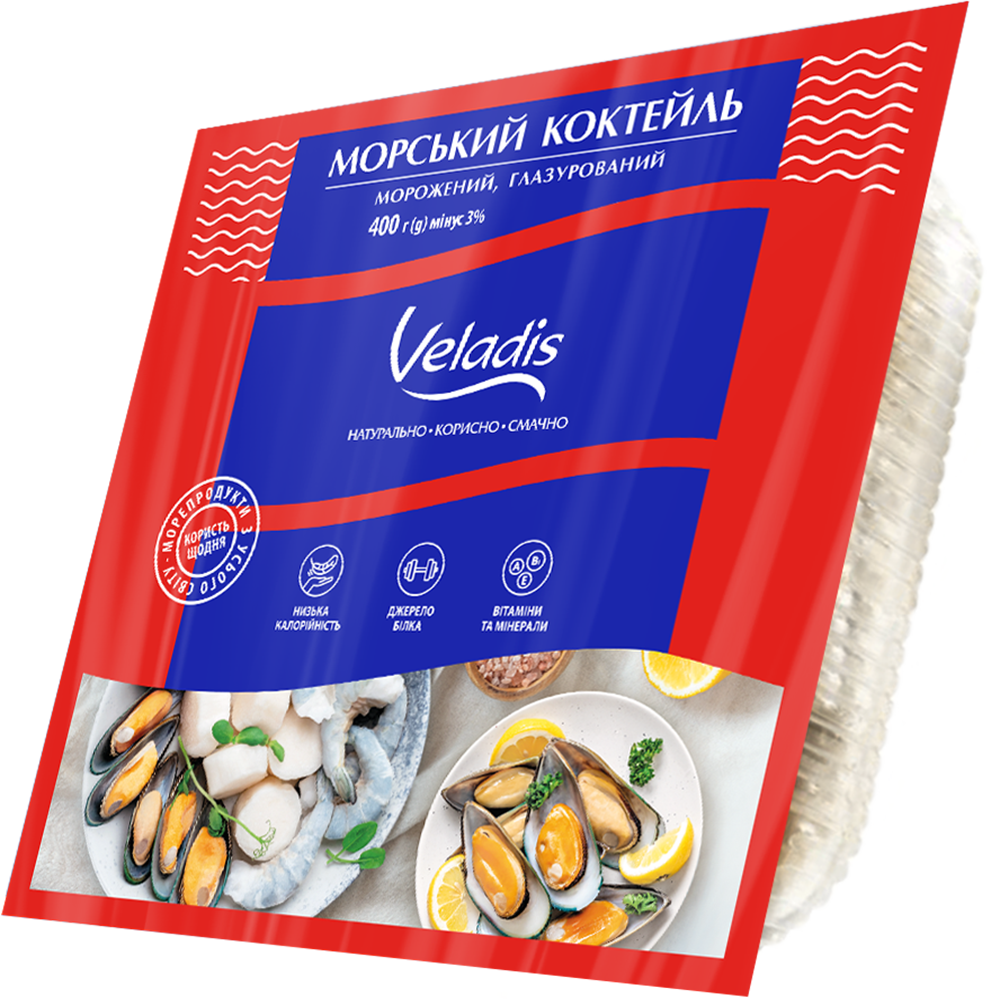 МОРСЬКИЙ КОКТЕЙЛЬ
МОРОЖЕНИЙ, ГЛАЗУРОВАНИЙ
400 г (g) мінус 3%
Veladis
НАТУРАЛЬНО • КОРИСНО • СМАЧНО
МОРЕПРОДУКТИ З УСЬОГО СВІТУ •
КОРИСТЬ
ЩОДНЯ
НИЗЬКА
КАЛОРІЙНІСТЬ
ДЖЕРЕЛО
БІЛКА
A B₁
E
ВІТАМІНИ
ТА МІНЕРАЛИ